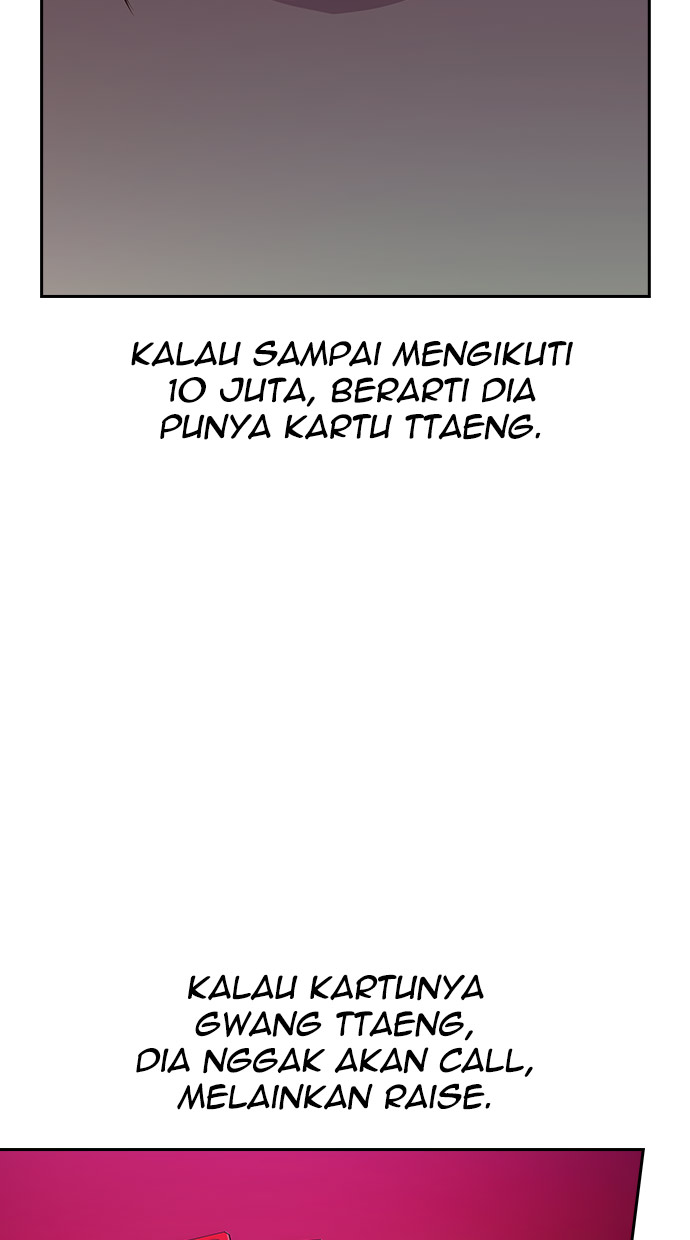 KALAU SAMPAI MENGIKUTI
10 JUTA, BERARTI DIA
PUNYA KARTU TTAENG.
KALAU KARTUNYA
GWANG TTAENG,
DIA NGGAK AKAN CALL,
MELAINKAN RAISE.